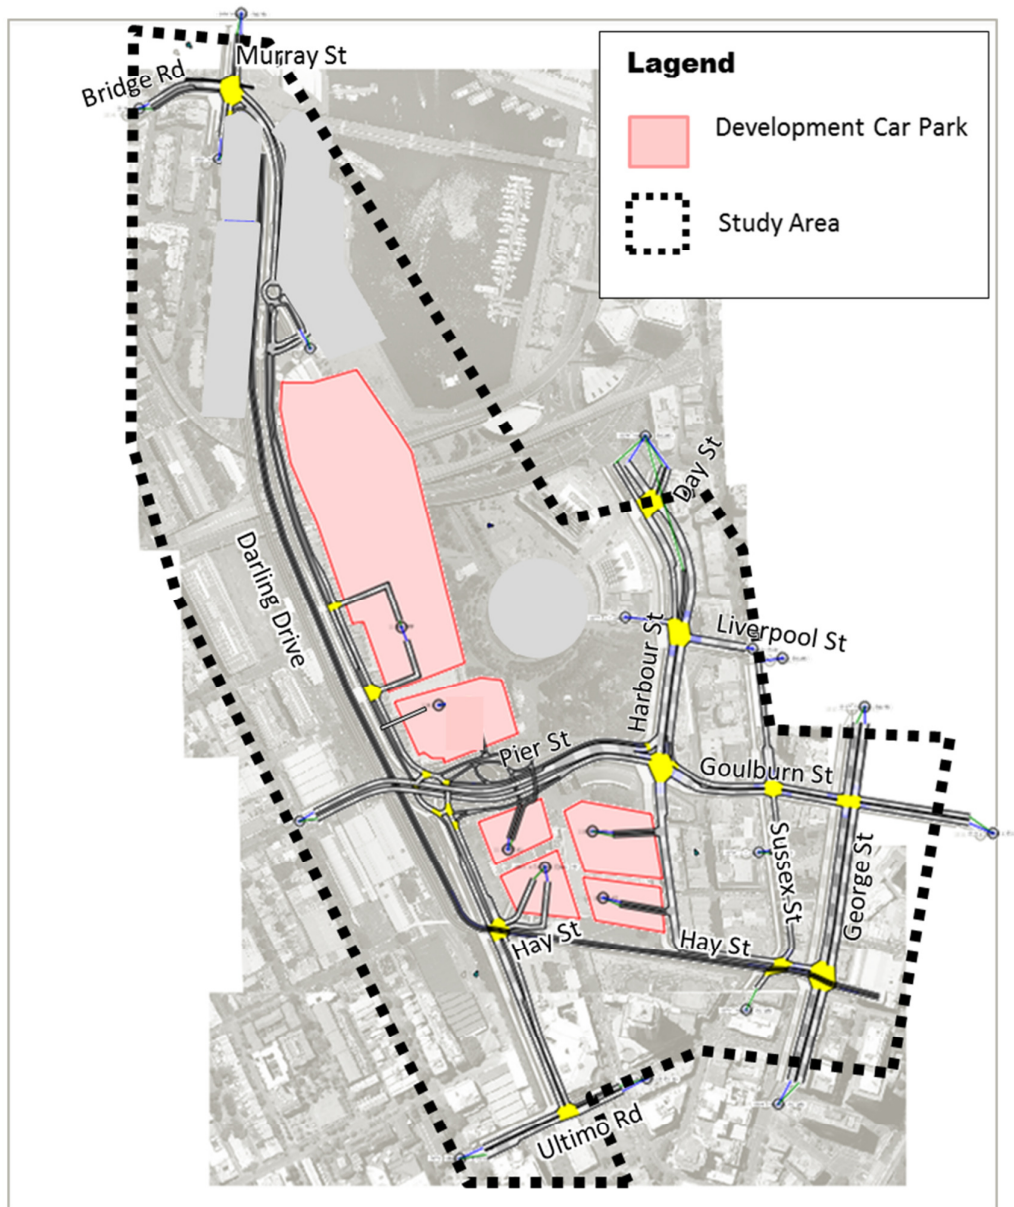 Murray St
Bridge Rd
Lagend
Development Car Park
Study Area
Day St
Darling Drive
Liverpool St
Harbour St
Pier St
Goulburn St
Sussex St
George St
Hay St
Hay St
Ultimo Rd